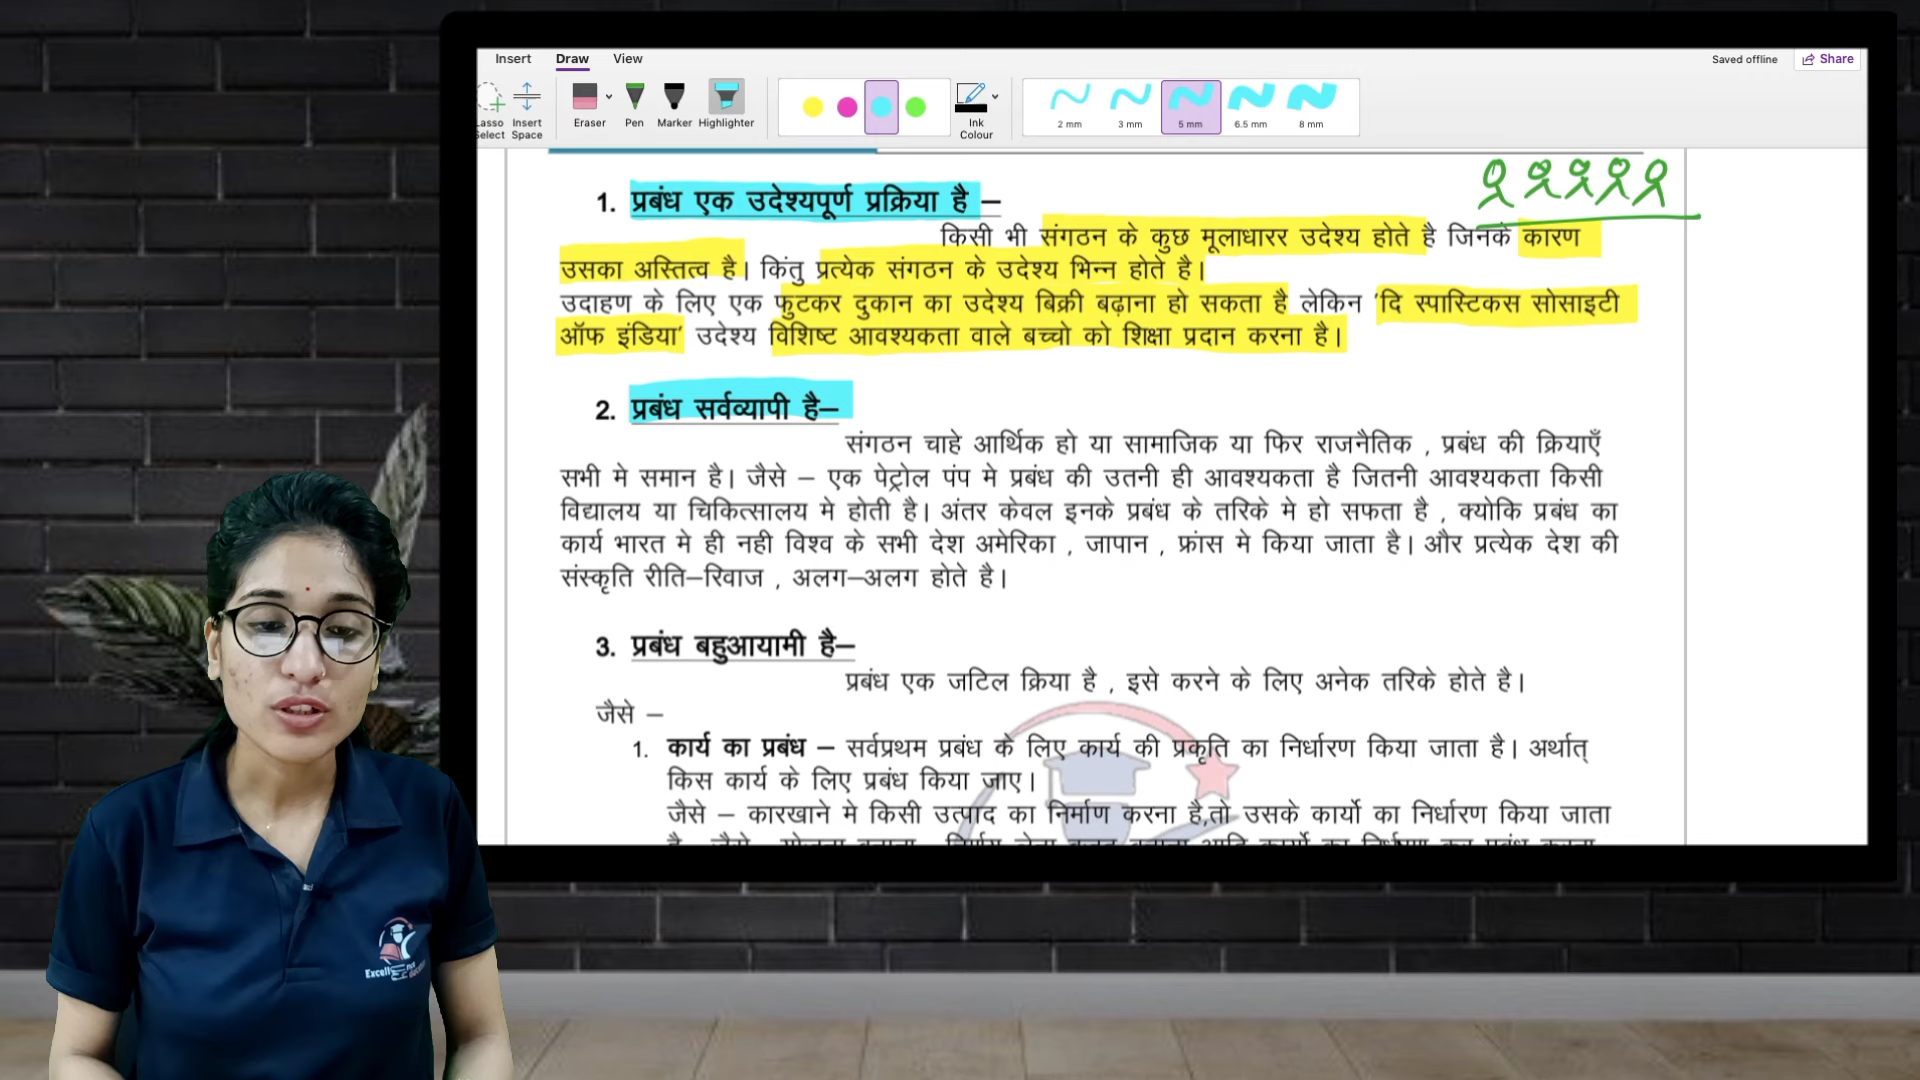 Insert Draw View Saved offline Share
Lasso Select Insert Space Eraser Pen Marker Highlighter Ink Colour 2 mm 3 mm 5 mm 6.5 mm 8 mm
1. प्रबंध एक उदेश्यपूर्ण प्रक्रिया है –
किसी भी संगठन के कुछ मूलाधारर उदेश्य होते है जिनके कारण
उसका अस्तित्व है। किंतु प्रत्येक संगठन के उदेश्य भिन्न होते है।
उदाहण के लिए एक फुटकर दुकान का उदेश्य बिक्री बढ़ाना हो सकता है लेकिन 'दि स्पास्टिकस सोसाइटी
ऑफ इंडिया' उदेश्य विशिष्ट आवश्यकता वाले बच्चो को शिक्षा प्रदान करना है।
2. प्रबंध सर्वव्यापी है–
संगठन चाहे आर्थिक हो या सामाजिक या फिर राजनैतिक , प्रबंध की क्रियाएँ
सभी मे समान है। जैसे – एक पेट्रोल पंप मे प्रबंध की उतनी ही आवश्यकता है जितनी आवश्यकता किसी
विद्यालय या चिकित्सालय मे होती है। अंतर केवल इनके प्रबंध के तरिके मे हो सफता है , क्योकि प्रबंध का
कार्य भारत मे ही नही विश्व के सभी देश अमेरिका , जापान , फ्रांस मे किया जाता है। और प्रत्येक देश की
संस्कृति रीति–रिवाज , अलग–अलग होते है।
3. प्रबंध बहुआयामी है–
प्रबंध एक जटिल क्रिया है , इसे करने के लिए अनेक तरिके होते है।
जैसे –
1. कार्य का प्रबंध – सर्वप्रथम प्रबंध के लिए कार्य की प्रकृति का निर्धारण किया जाता है। अर्थात्
किस कार्य के लिए प्रबंध किया जाए।
जैसे – कारखाने मे किसी उत्पाद का निर्माण करना है,तो उसके कार्यो का निर्धारण किया जाता